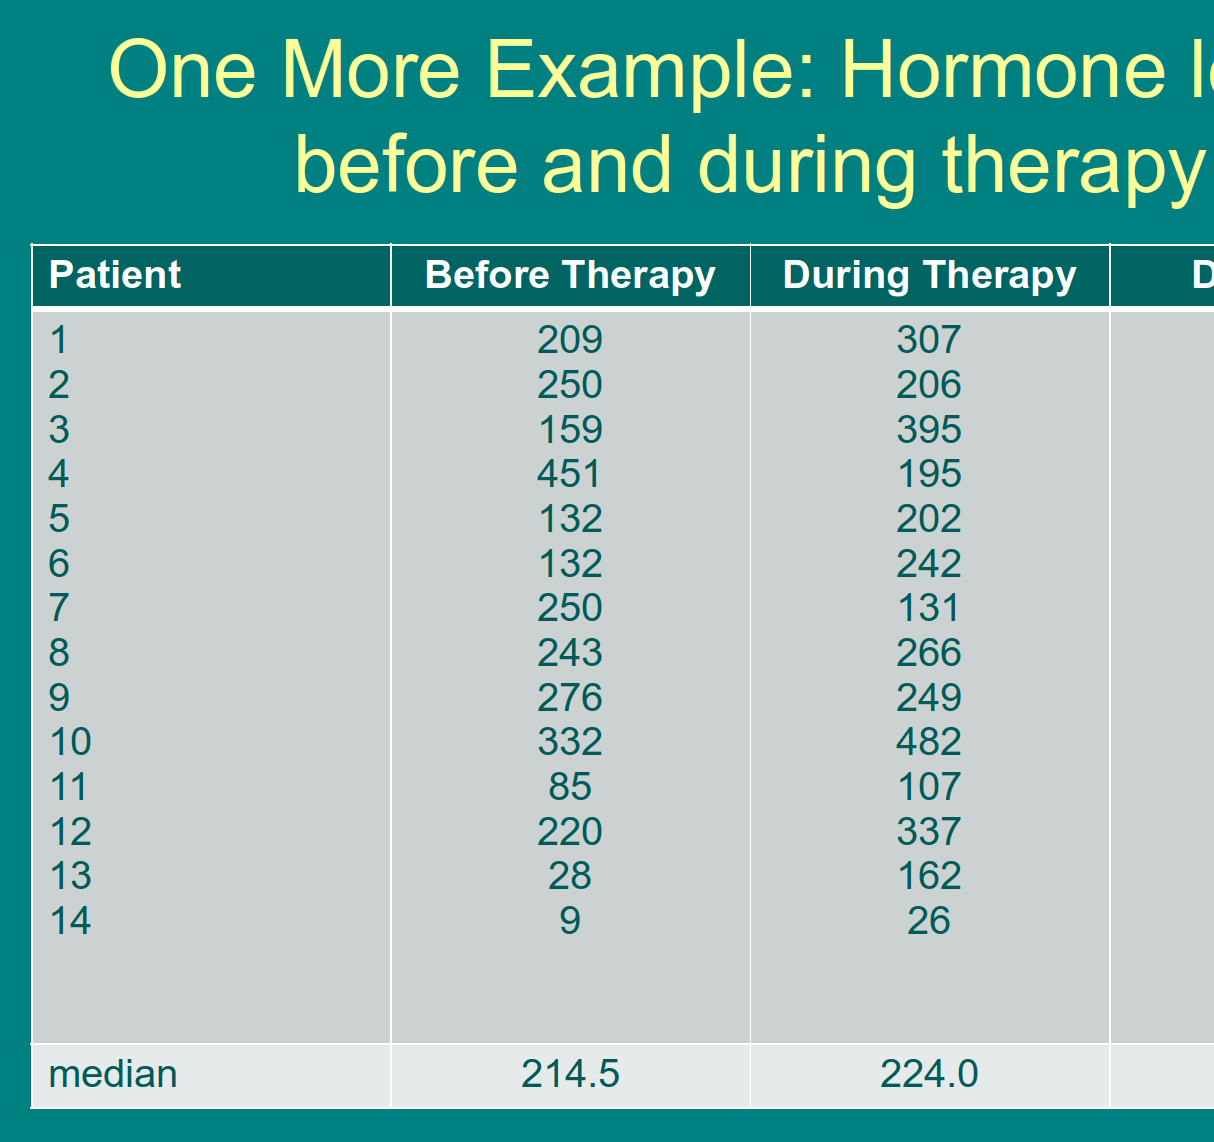 One More Example: Hormone
before and during therapy
Patient Before Therapy During Therapy
1 209 307
2 250 206
3 159 395
4 451 195
5 132 202
6 132 242
7 250 131
8 243 266
9 276 249
10 332 482
11 85 107
12 220 337
13 28 162
14 9 26
median 214.5 224.0